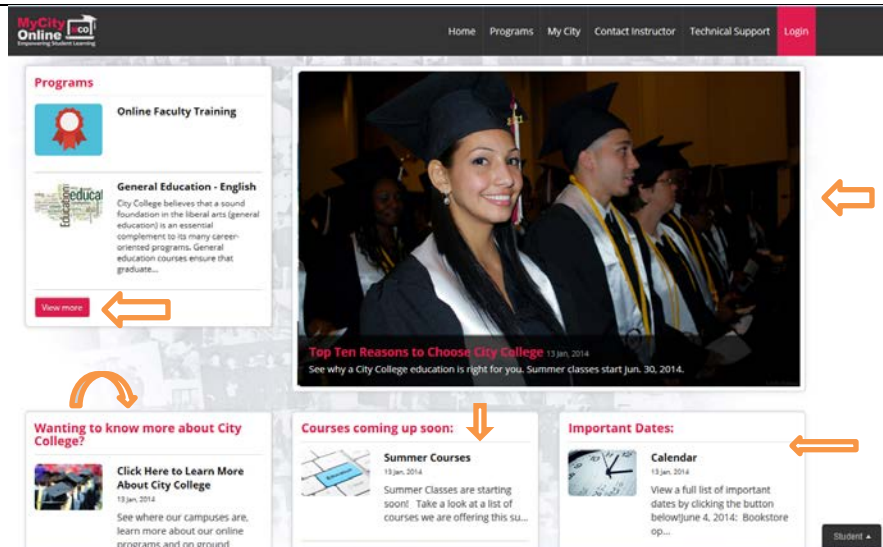 MyCity
Online eco
Empowering Student Learning
Home Programs My City Contact Instructor Technical Support Login
Programs
Online Faculty Training
General Education - English
City College believes that a sound
foundation in the liberal arts (general
education) is an essential
complement to its many career-
oriented programs. General
education courses ensure that
graduate...
View more
Top Ten Reasons to Choose City College 13 Jan, 2014
See why a City College education is right for you. Summer classes start Jun. 30, 2014.
Wanting to know more about City
College?
Click Here to Learn More
About City College
13 Jan, 2014
See where our campuses are,
learn more about our online
programs and on ground
Courses coming up soon:
Education
Summer Courses
13 Jan, 2014
Summer Classes are starting
soon! Take a look at a list of
courses we are offering this su...
Important Dates:
Calendar
13 Jan, 2014
View a full list of important
dates by clicking the button
below!June 4, 2014: Bookstore
op...
Student